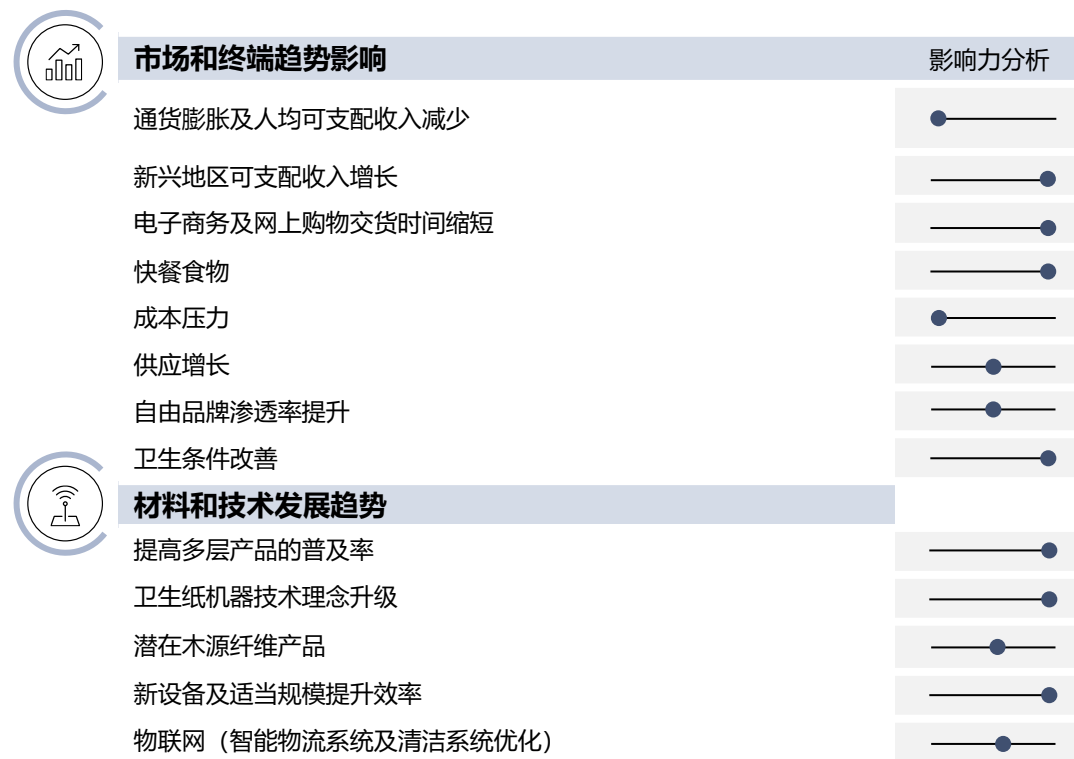 市场和终端趋势影响 影响力分析
通货膨胀及人均可支配收入减少
新兴地区可支配收入增长
电子商务及网上购物交货时间缩短
快餐食物
成本压力
供应增长
自由品牌渗透率提升
卫生条件改善
材料和技术发展趋势
提高多层产品的普及率
卫生纸机器技术理念升级
潜在木源纤维产品
新设备及适当规模提升效率
物联网（智能物流系统及清洁系统优化）